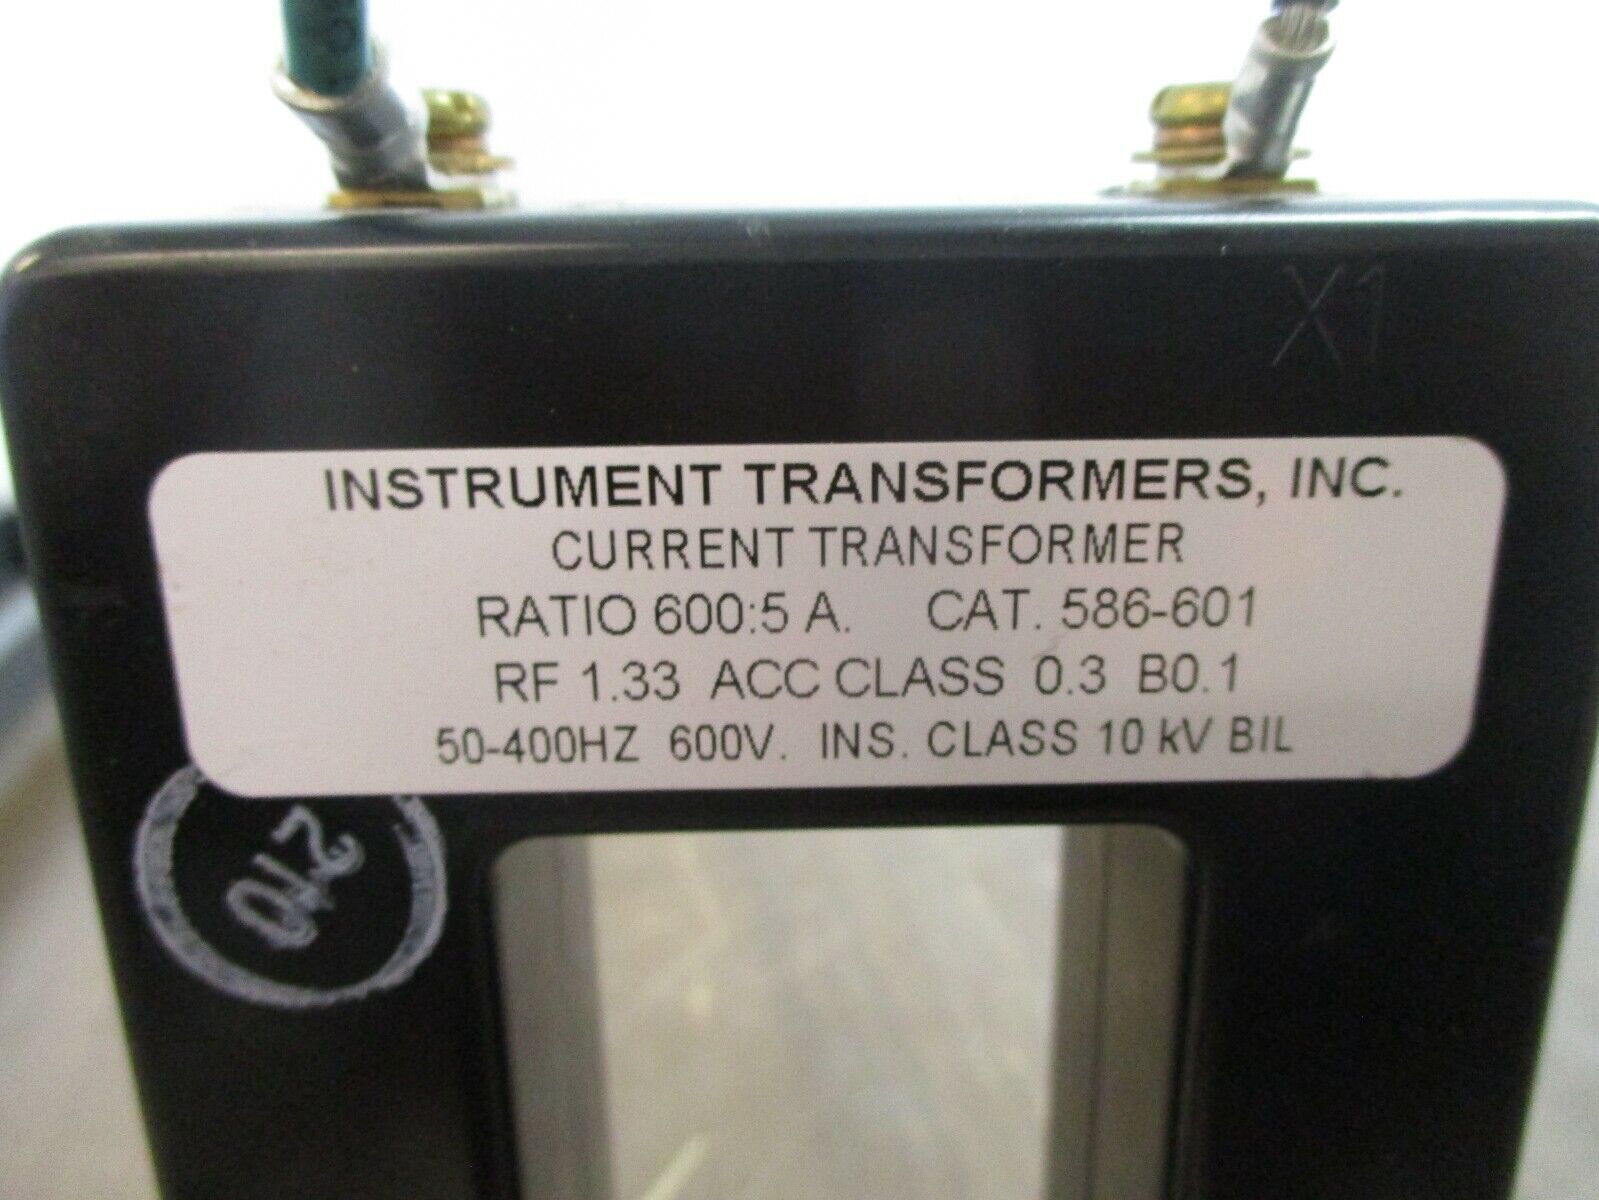 X1
INSTRUMENT TRANSFORMERS, INC.
CURRENT TRANSFORMER
RATIO 600:5 A. CAT. 586-601
RF 1.33 ACC CLASS 0.3 B0.1
50-400HZ 600V. INS. CLASS 10 kV BIL